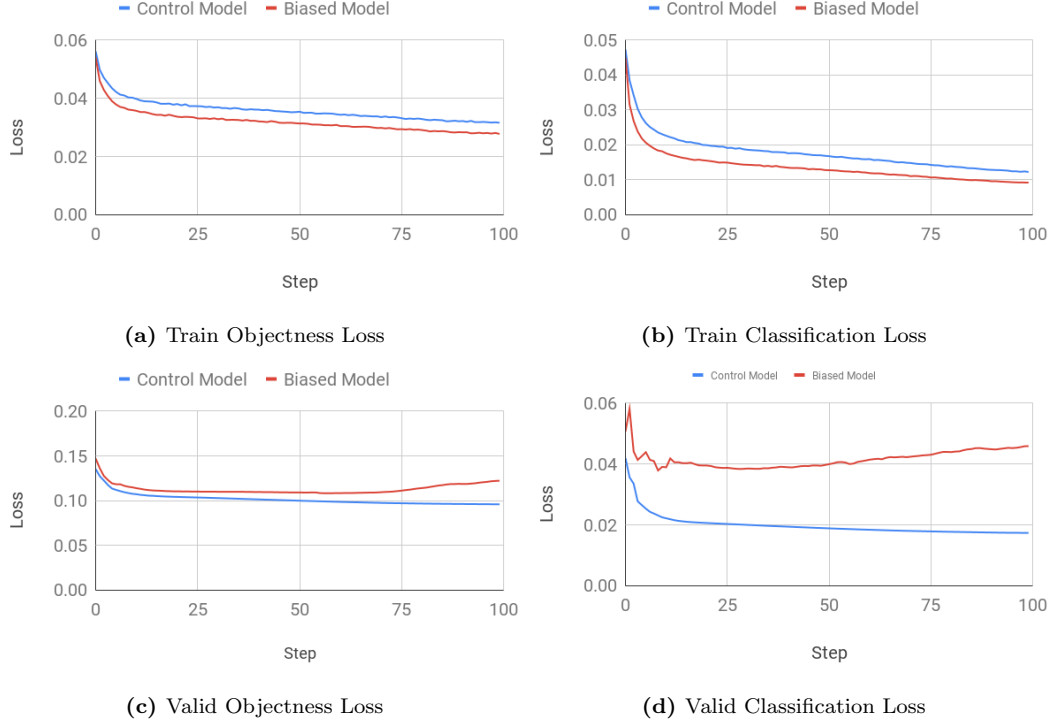 Control Model Biased Model
0.06
0.04
0.02
0.00
Loss
0 25 50 75 100
Step
(a) Train Objectness Loss
Control Model Biased Model
0.05
0.04
0.03
0.02
0.01
0.00
Loss
0 25 50 75 100
Step
(b) Train Classification Loss
Control Model Biased Model
0.20
0.15
0.10
0.05
0.00
Loss
0 25 50 75 100
Step
(c) Valid Objectness Loss
Control Model Biased Model
0.06
0.04
0.02
0.00
Loss
0 25 50 75 100
Step
(d) Valid Classification Loss